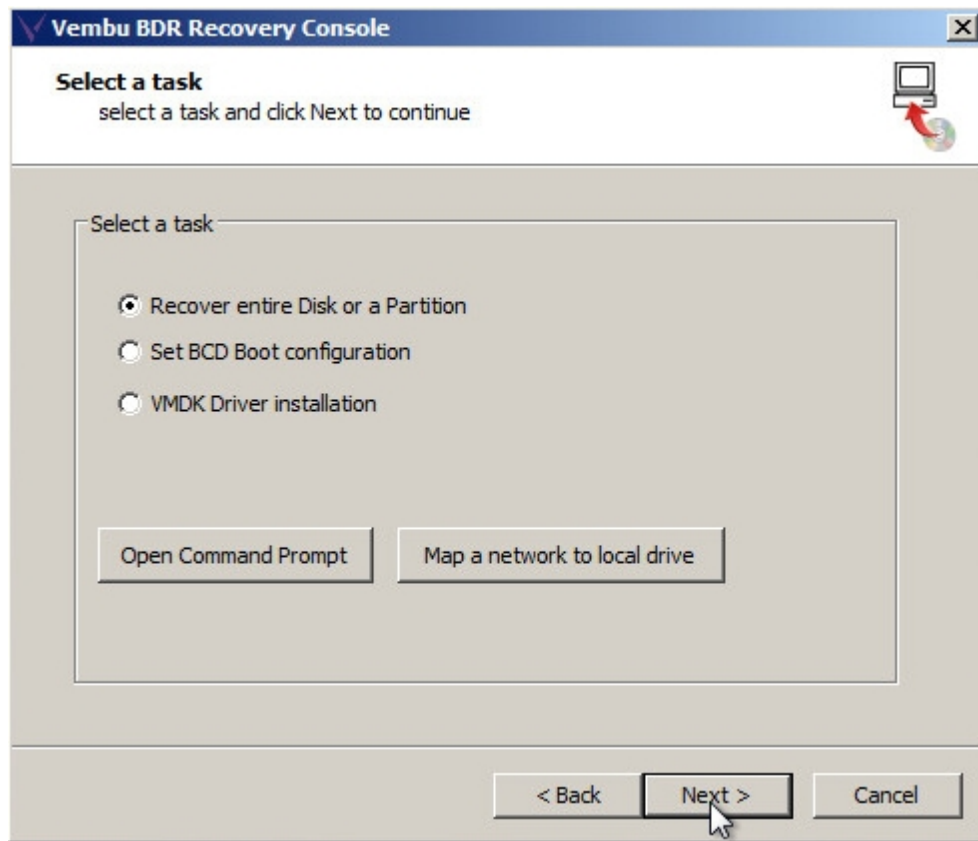 Vembu BDR Recovery Console
Select a task
select a task and click Next to continue
Select a task
Recover entire Disk or a Partition
Set BCD Boot configuration
VMDK Driver installation
Open Command Prompt
Map a network to local drive
< Back
Next >
Cancel